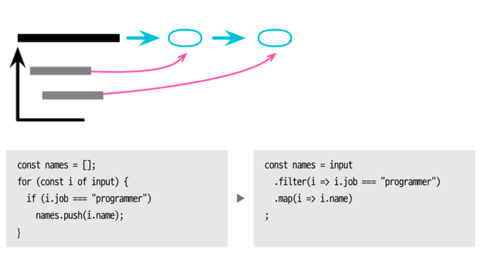 const names = [];
for (const i of input) {
if (i.job === "programmer")
names.push(i.name);
}
const names = input
.filter(i => i.job === "programmer")
.map(i => i.name)
;